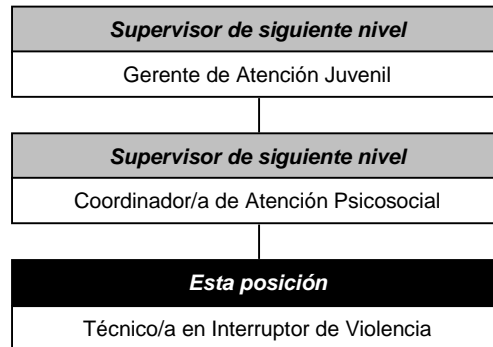 Supervisor de siguiente nivel
Gerente de Atención Juvenil
Supervisor de siguiente nivel
Coordinador/a de Atención Psicosocial
Esta posición
Técnico/a en Interruptor de Violencia